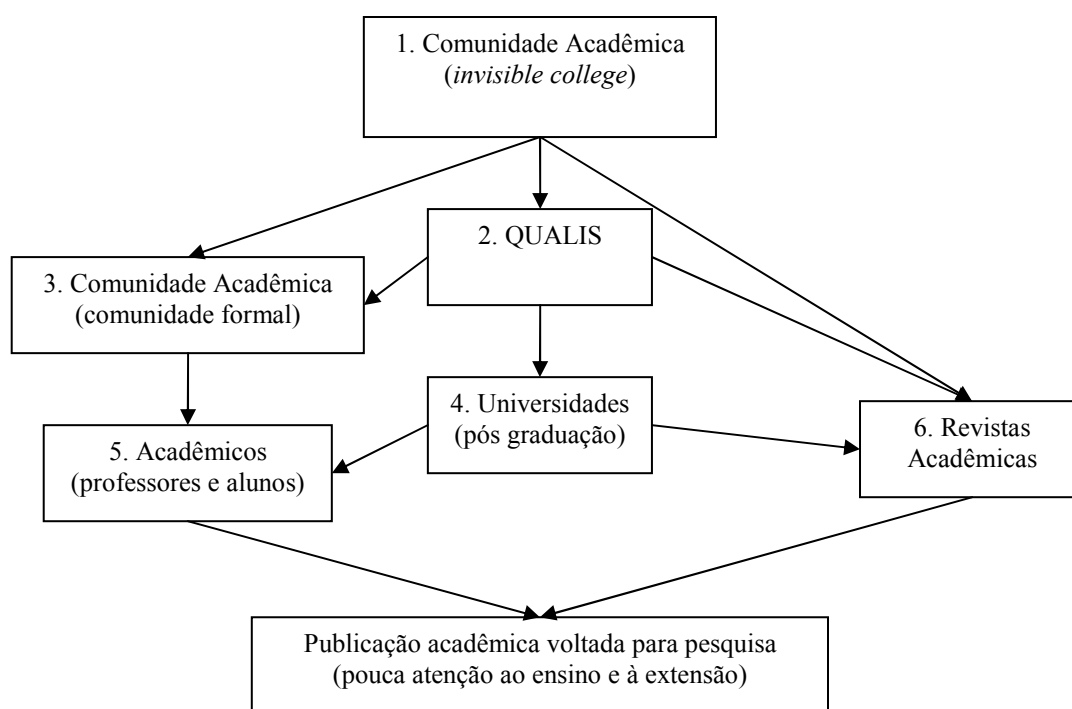 1. Comunidade Acadêmica
(invisible college)
2. QUALIS
3. Comunidade Acadêmica
(comunidade formal)
4. Universidades
(pós graduação)
5. Acadêmicos
(professores e alunos)
6. Revistas
Acadêmicas
Publicação acadêmica voltada para pesquisa
(pouca atenção ao ensino e à extensão)